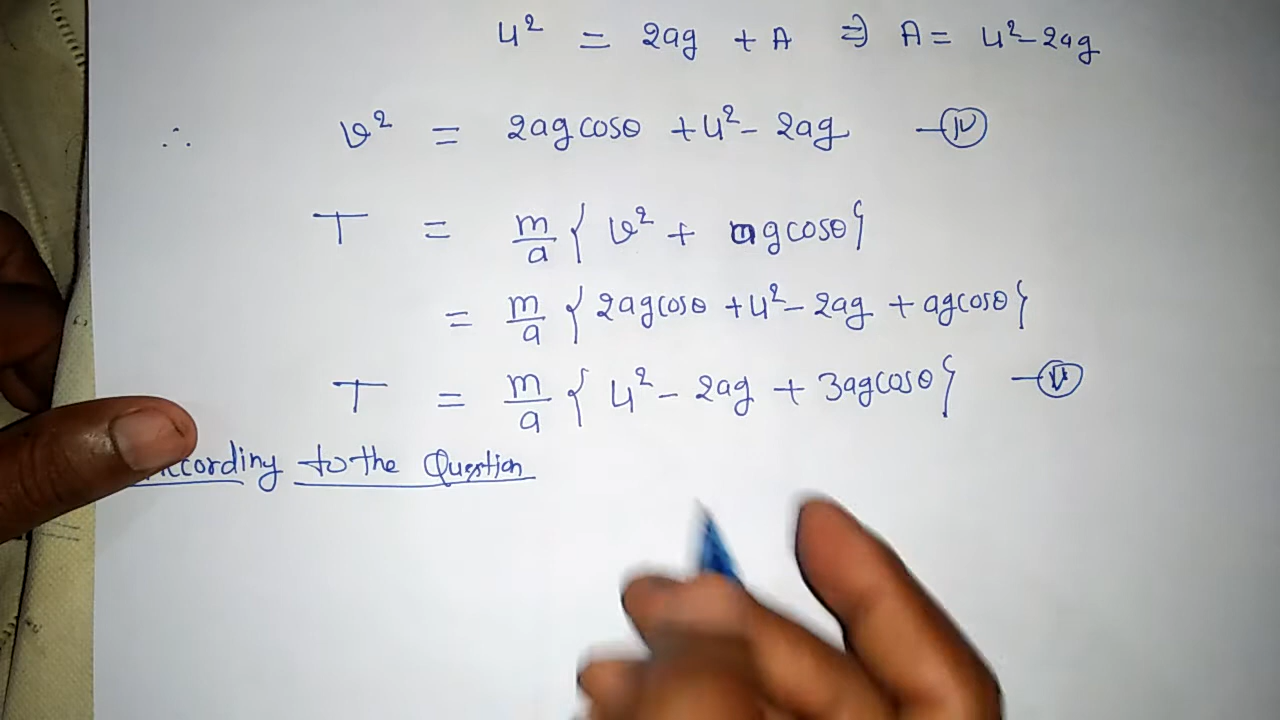 u² = 2ag + A ⇒ A = u² - 2ag
∴ v² = 2ag cosθ + u² - 2ag —(IV)
T = m/a { v² + ag cosθ }
= m/a { 2ag cosθ + u² - 2ag + ag cosθ }
T = m/a { u² - 2ag + 3ag cosθ } —(V)
According to the Question